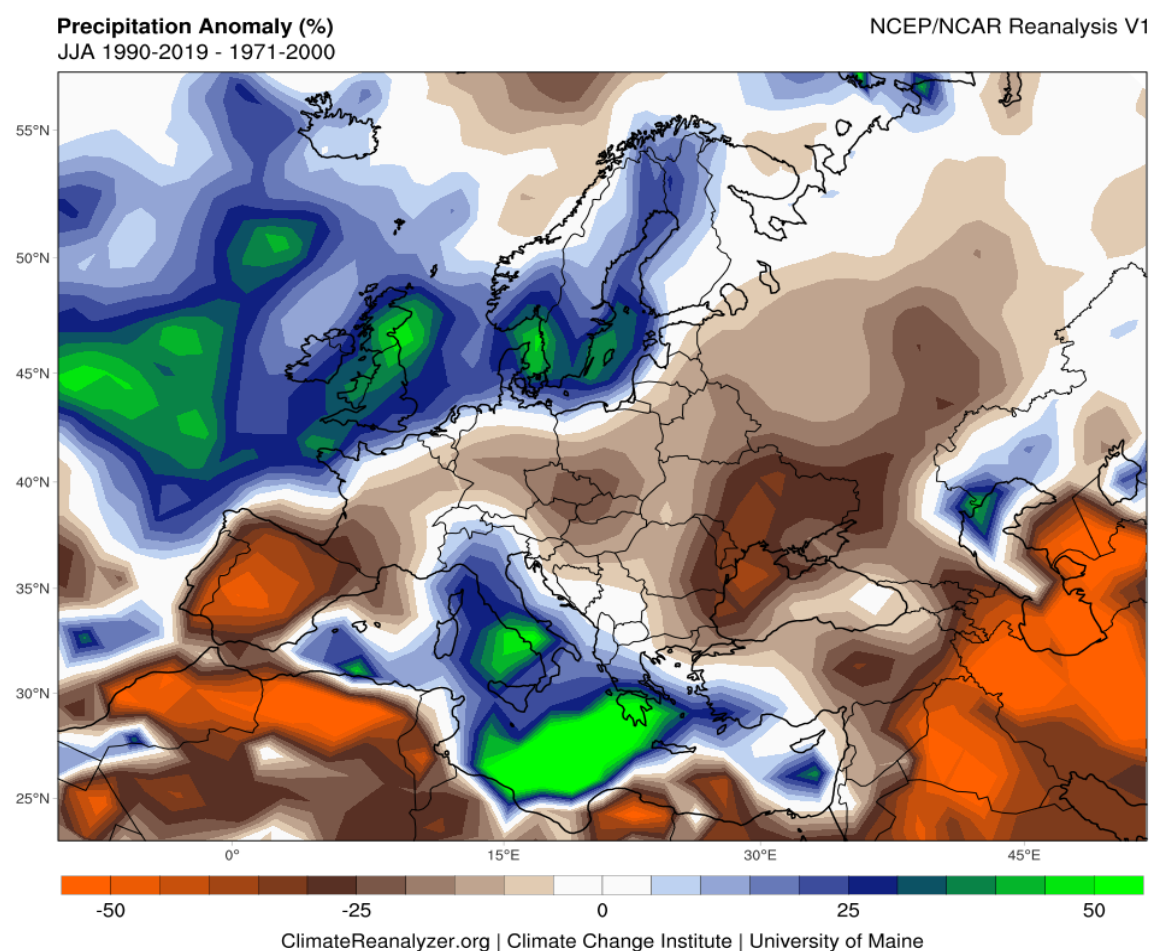 Precipitation Anomaly (%)
NCEP/NCAR Reanalysis V1
JJA 1990-2019 - 1971-2000
55°N
50°N
45°N
40°N
35°N
30°N
25°N
0°
15°E
30°E
45°E
-50
-25
0
25
50
ClimateReanalyzer.org | Climate Change Institute | University of Maine